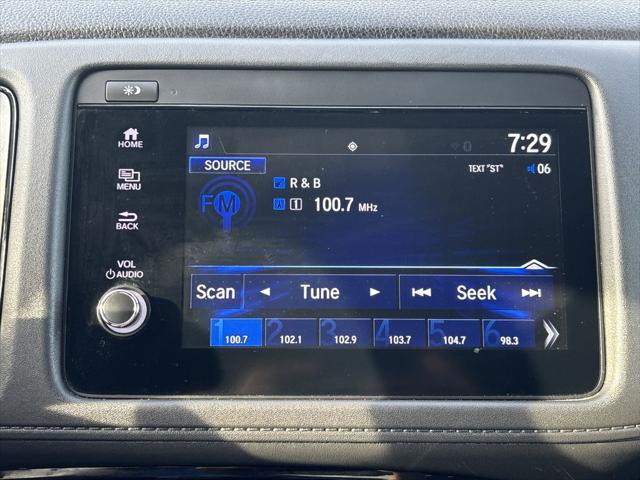 HOME
MENU
BACK
VOL
AUDIO
7:29
SOURCE
TEXT "ST"
06
FM
R & B
1 100.7 MHz
Scan
Tune
Seek
1 100.7
2 102.1
3 102.9
4 103.7
5 104.7
6 98.3